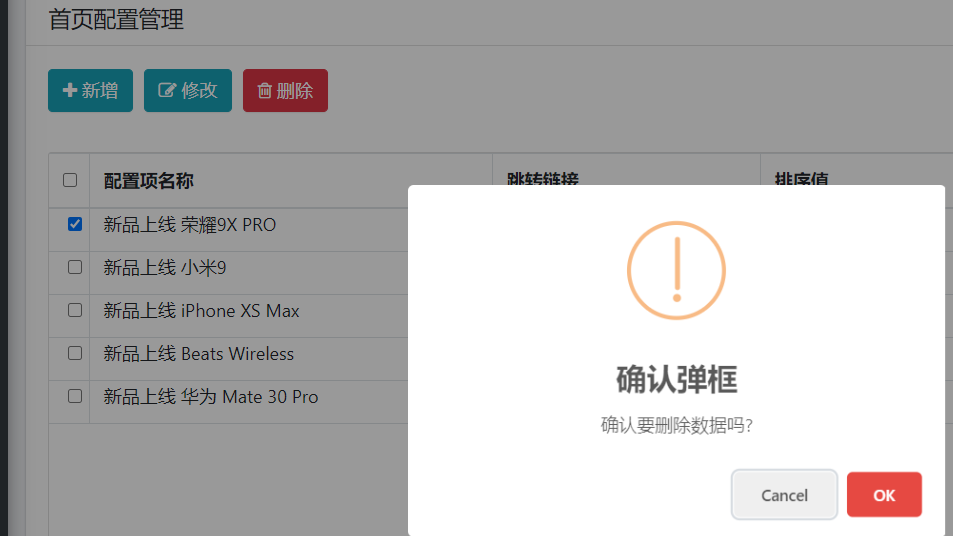 首页配置管理
新增 修改 删除
配置项名称 跳转链接 排序值
新品上线 荣耀9X PRO
新品上线 小米9
新品上线 iPhone XS Max
新品上线 Beats Wireless
新品上线 华为 Mate 30 Pro
确认弹框
确认要删除数据吗?
Cancel OK